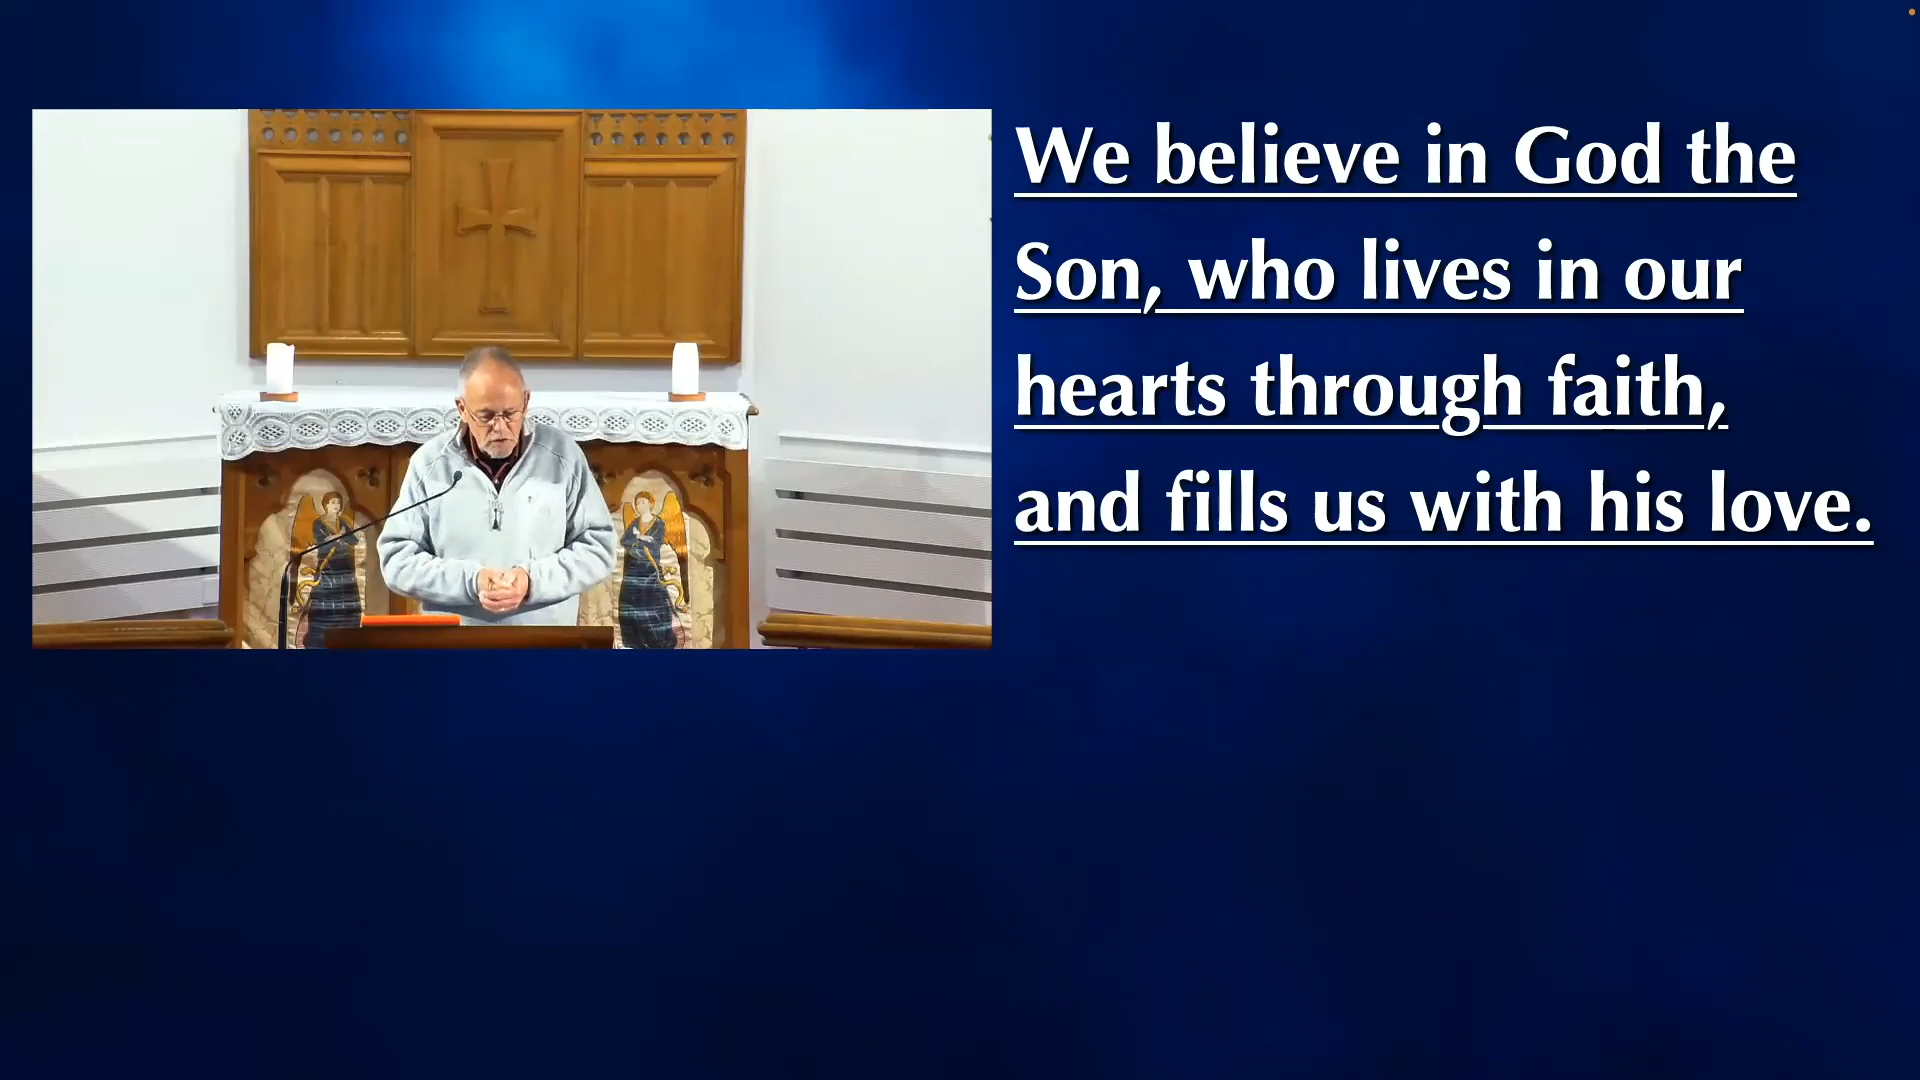 We believe in God the
Son, who lives in our
hearts through faith,
and fills us with his love.